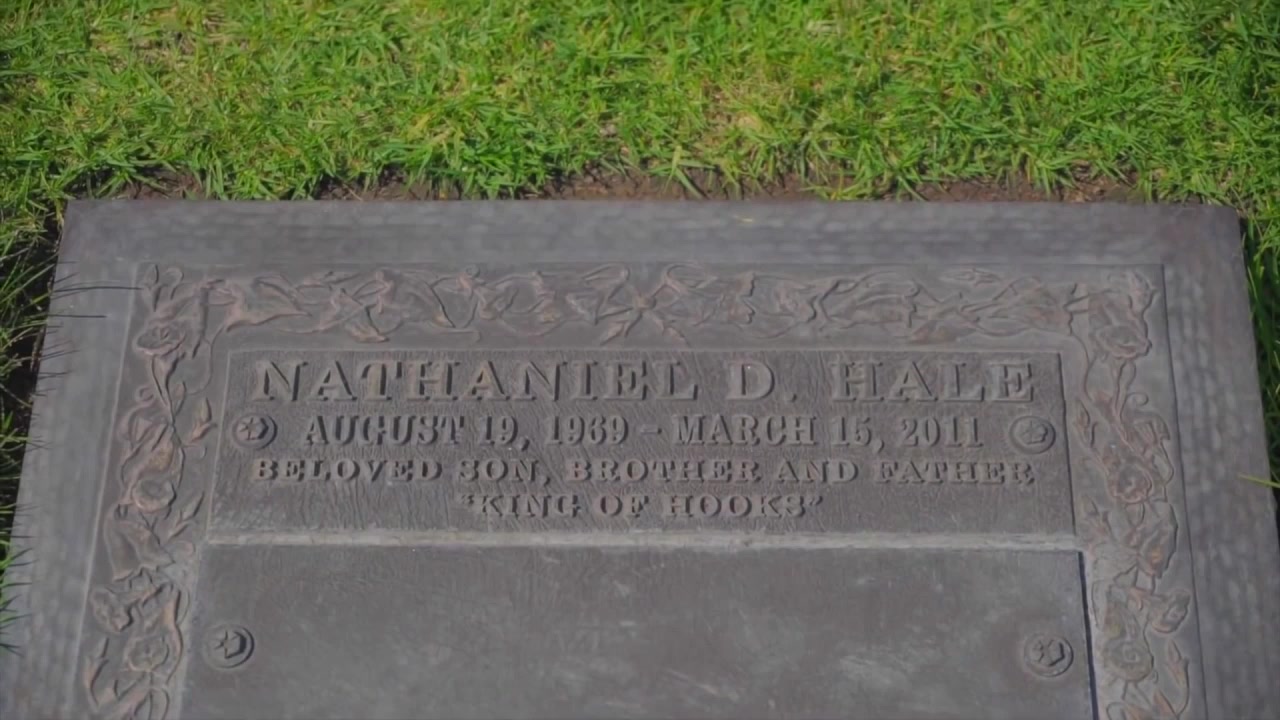 NATHANIEL D. HALE
AUGUST 19, 1969 - MARCH 15, 2011
BELOVED SON, BROTHER AND FATHER
"KING OF HOOKS"